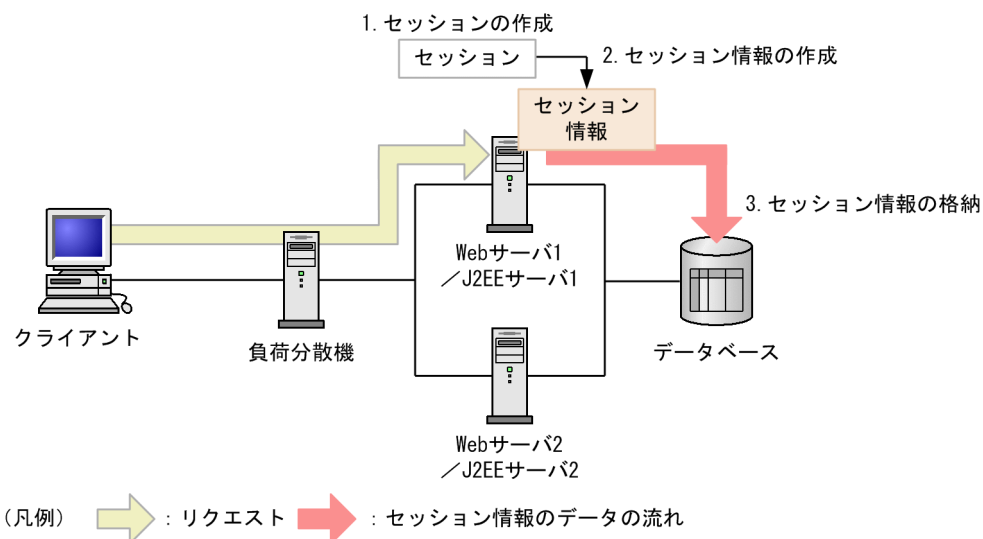 1.セッションの作成
セッション
2.セッション情報の作成
セッション
情報
3.セッション情報の格納
Webサーバ1
／J2EEサーバ1
クライアント
負荷分散機
データベース
Webサーバ2
／J2EEサーバ2
（凡例）　：リクエスト　：セッション情報のデータの流れ